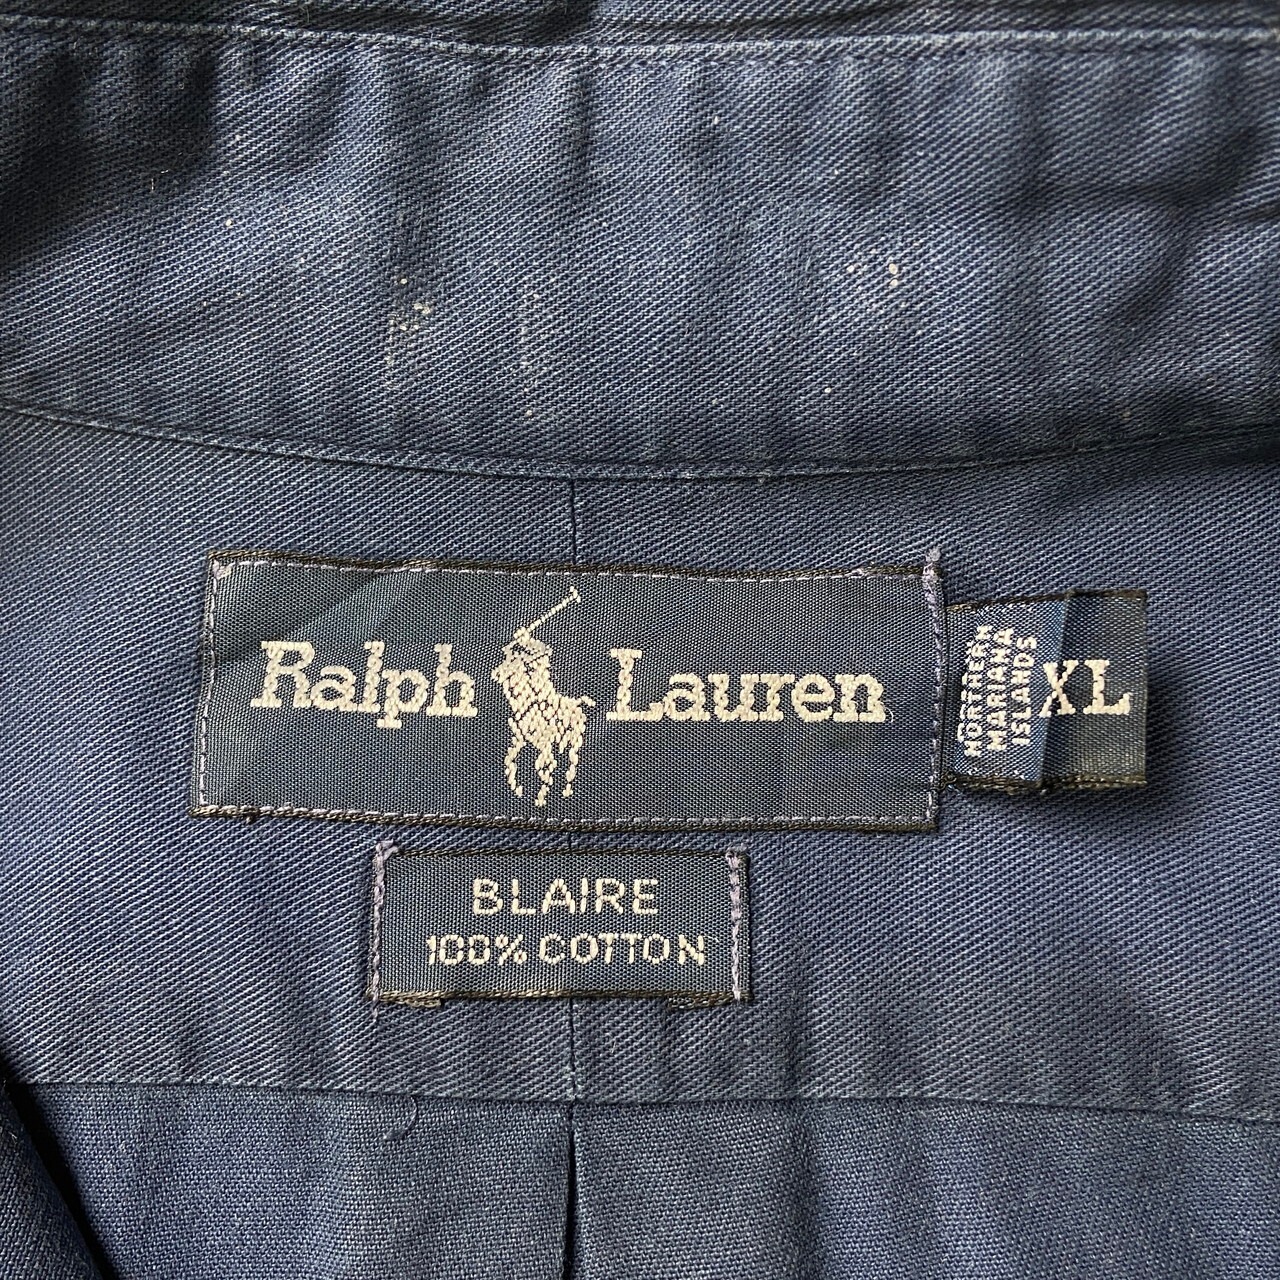 Ralph Lauren
NORTHERN
MARIANA
ISLANDS
XL
BLAIRE
100% COTTON